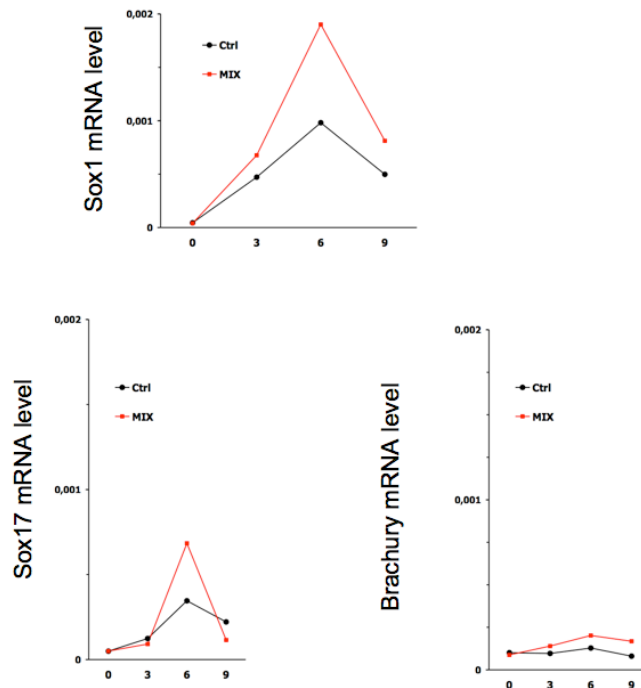 Sox1 mRNA level
0,002
0,001
0
Ctrl
MIX
0 3 6 9
Sox17 mRNA level
0,002
0,001
0
Ctrl
MIX
0 3 6 9
Brachury mRNA level
0,002
0,001
0
Ctrl
MIX
0 3 6 9